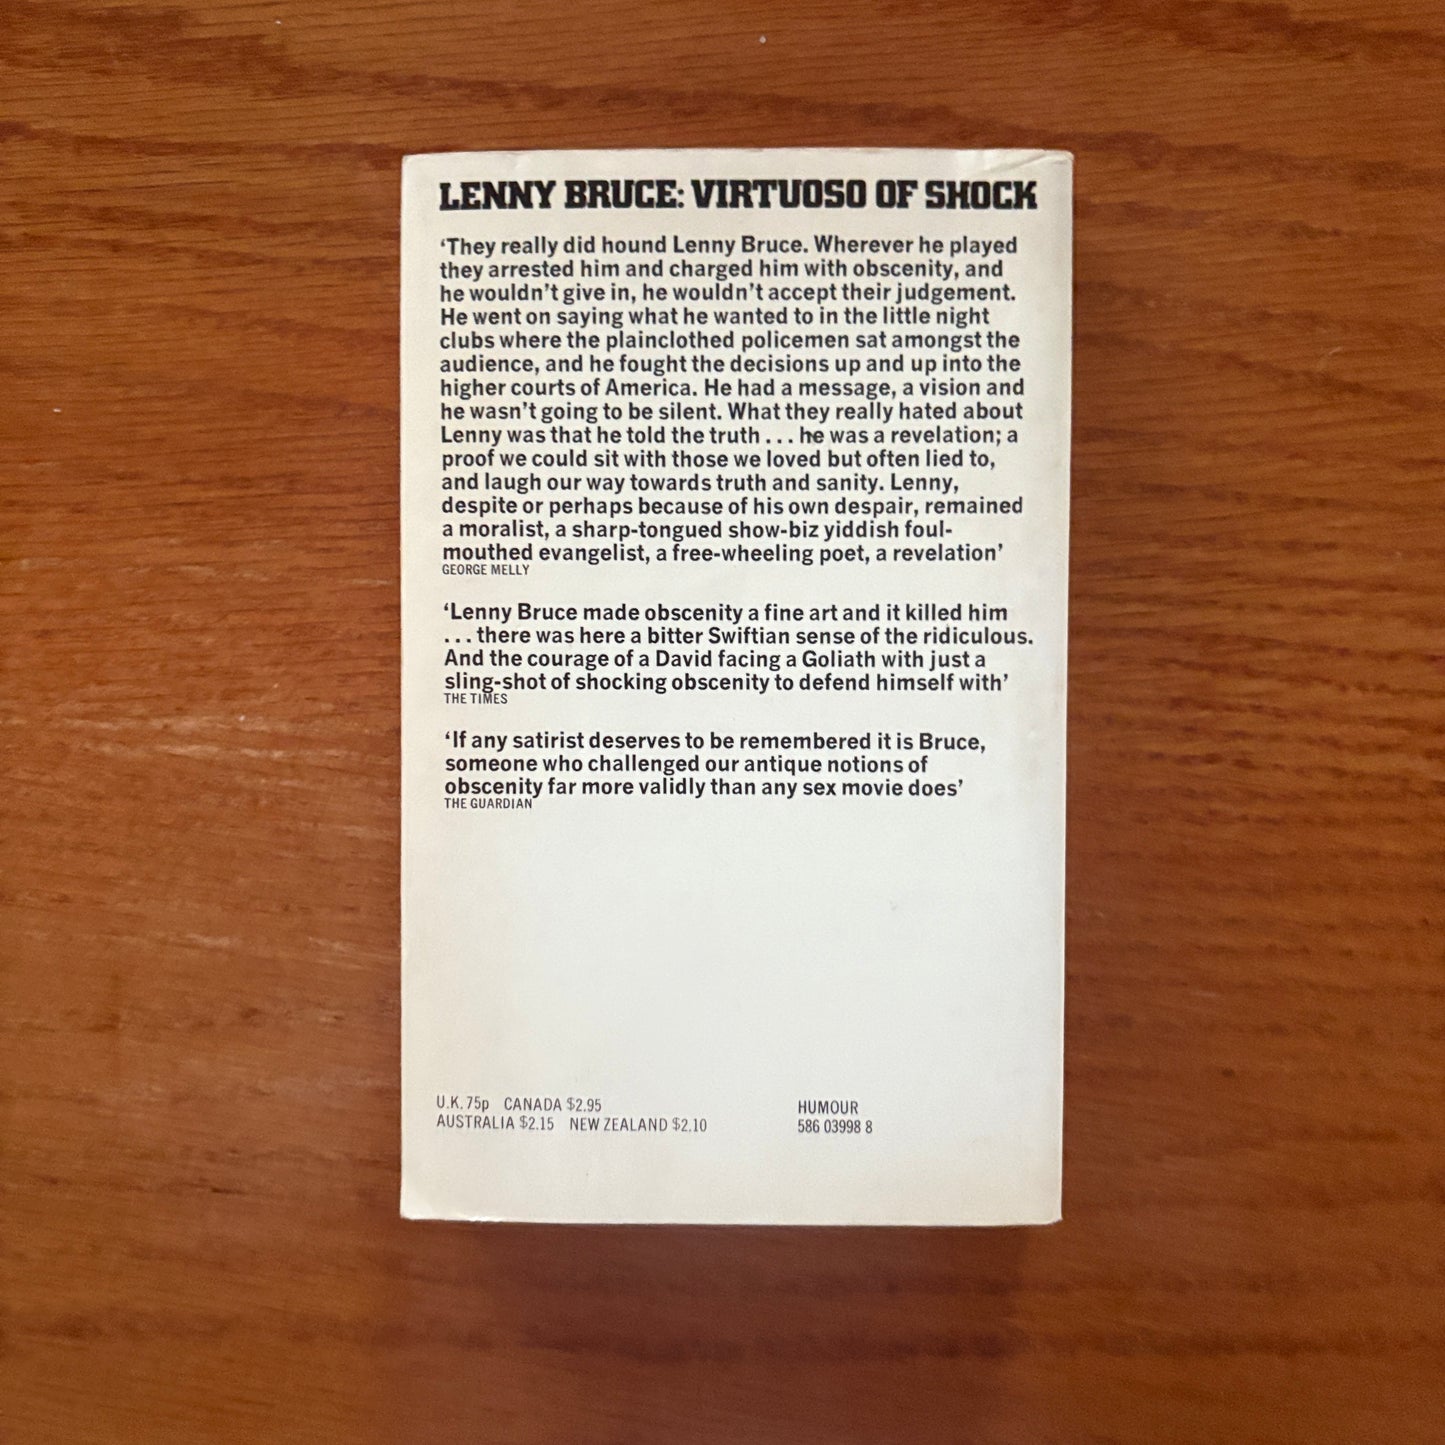 LENNY BRUCE: VIRTUOSO OF SHOCK
‘They really did hound Lenny Bruce. Wherever he played
they arrested him and charged him with obscenity, and
he wouldn’t give in, he wouldn’t accept their judgement.
He went on saying what he wanted to in the little night
clubs where the plainclothed policemen sat amongst the
audience, and he fought the decisions up and up into the
higher courts of America. He had a message, a vision and
he wasn’t going to be silent. What they really hated about
Lenny was that he told the truth . . . he was a revelation; a
proof we could sit with those we loved but often lied to,
and laugh our way towards truth and sanity. Lenny,
despite or perhaps because of his own despair, remained
a moralist, a sharp-tongued show-biz yiddish foul-
mouthed evangelist, a free-wheeling poet, a revelation’
GEORGE MELLY
‘Lenny Bruce made obscenity a fine art and it killed him
. . . there was here a bitter Swiftian sense of the ridiculous.
And the courage of a David facing a Goliath with just a
sling-shot of shocking obscenity to defend himself with’
THE TIMES
‘If any satirist deserves to be remembered it is Bruce,
someone who challenged our antique notions of
obscenity far more validly than any sex movie does’
THE GUARDIAN
U.K. 75p CANADA $2.95
AUSTRALIA $2.15 NEW ZEALAND $2.10
HUMOUR
586 03998 8